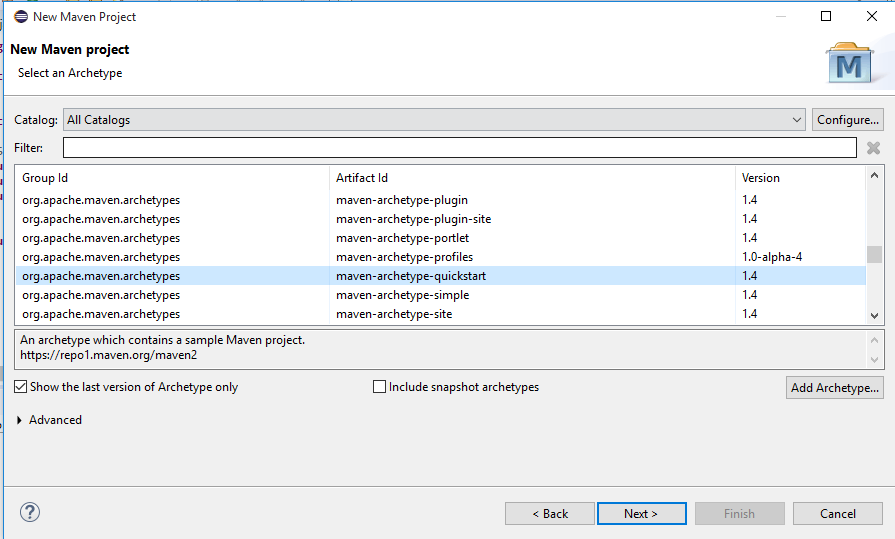 New Maven Project
New Maven project
Select an Archetype
M
Catalog: All Catalogs Configure...
Filter:
Group Id Artifact Id Version
org.apache.maven.archetypes maven-archetype-plugin 1.4
org.apache.maven.archetypes maven-archetype-plugin-site 1.4
org.apache.maven.archetypes maven-archetype-portlet 1.4
org.apache.maven.archetypes maven-archetype-profiles 1.0-alpha-4
org.apache.maven.archetypes maven-archetype-quickstart 1.4
org.apache.maven.archetypes maven-archetype-simple 1.4
org.apache.maven.archetypes maven-archetype-site 1.4
An archetype which contains a sample Maven project.
https://repo1.maven.org/maven2
Show the last version of Archetype only Include snapshot archetypes Add Archetype...
Advanced
? < Back Next > Finish Cancel